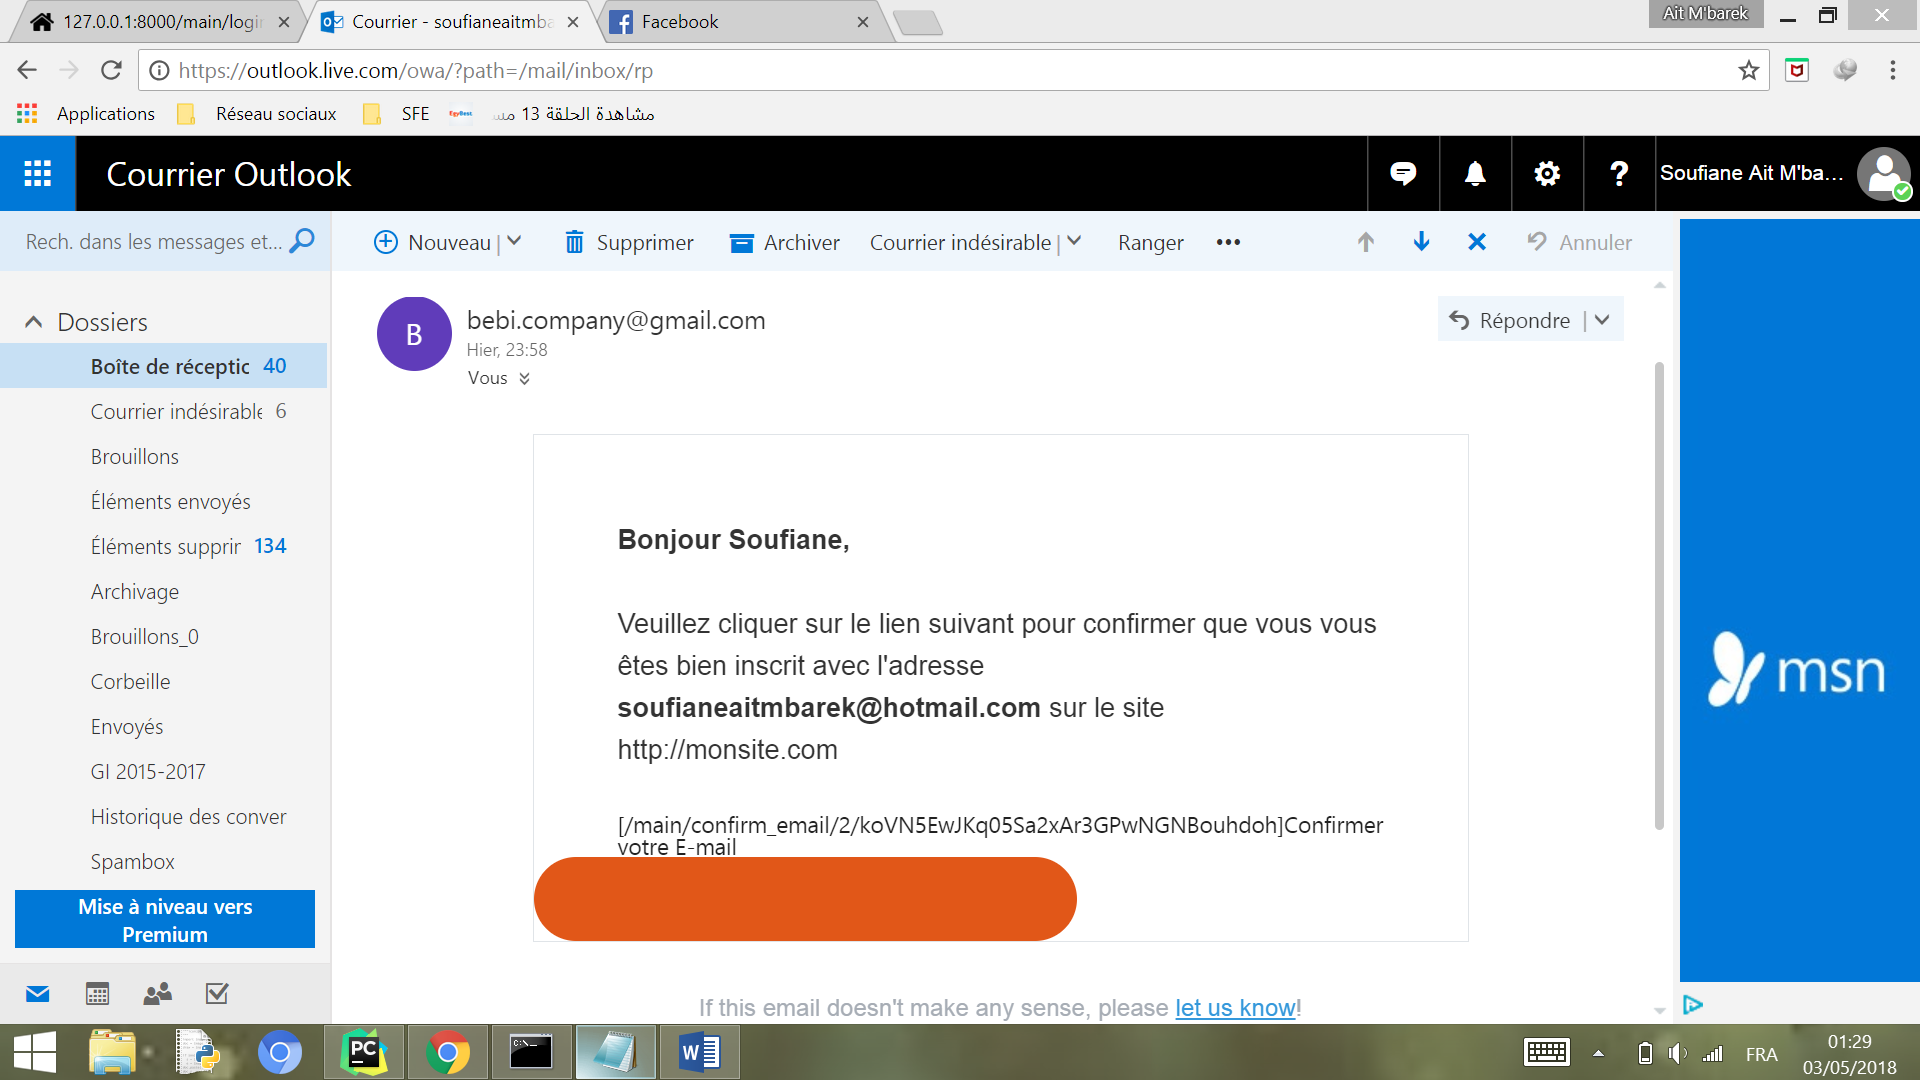 127.0.0.1:8000/main/logi
Courrier - soufianeaitmba
Facebook
Ait M'barek
https://outlook.live.com/owa/?path=/mail/inbox/rp
Applications
Réseau sociaux
SFE
EgyBest
مشاهدة الحلقة 13 مس
Courrier Outlook
Soufiane Ait M'ba...
Rech. dans les messages et...
Nouveau
Supprimer
Archiver
Courrier indésirable
Ranger
Annuler
Dossiers
Boîte de réceptic 40
Courrier indésirable 6
Brouillons
Éléments envoyés
Éléments supprir 134
Archivage
Brouillons_0
Corbeille
Envoyés
GI 2015-2017
Historique des conver
Spambox
Mise à niveau vers
Premium
B
bebi.company@gmail.com
Hier, 23:58
Vous
Répondre
Bonjour Soufiane,
Veuillez cliquer sur le lien suivant pour confirmer que vous vous
êtes bien inscrit avec l'adresse
soufianeaitmbarek@hotmail.com sur le site
http://monsite.com
[/main/confirm_email/2/koVN5EwJKq05Sa2xAr3GPwNGNBouhdoh]Confirmer
votre E-mail
If this email doesn't make any sense, please let us know!
msn
PC
C:\_
W
FRA
01:29
03/05/2018